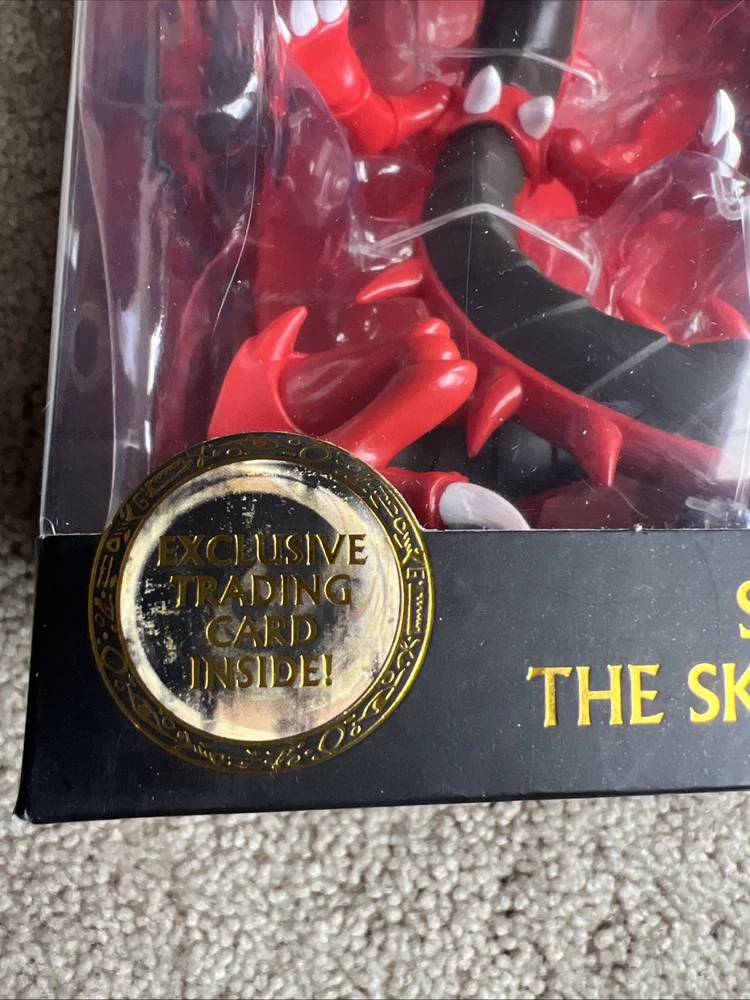 EXCLUSIVE
TRADING
CARD
INSIDE!
S
THE SK